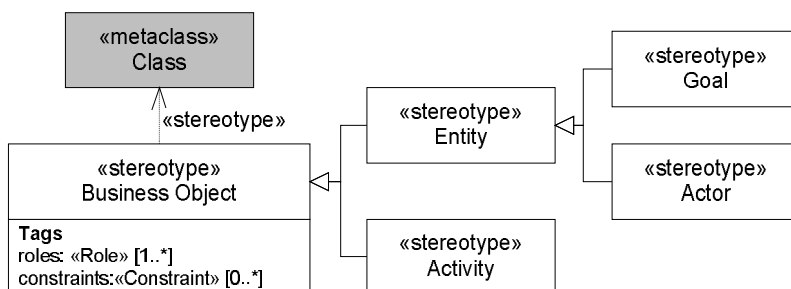 «metaclass»
Class
«stereotype»
«stereotype»
Business Object
Tags
roles: «Role» [1..*]
constraints:«Constraint» [0..*]
«stereotype»
Entity
«stereotype»
Activity
«stereotype»
Goal
«stereotype»
Actor